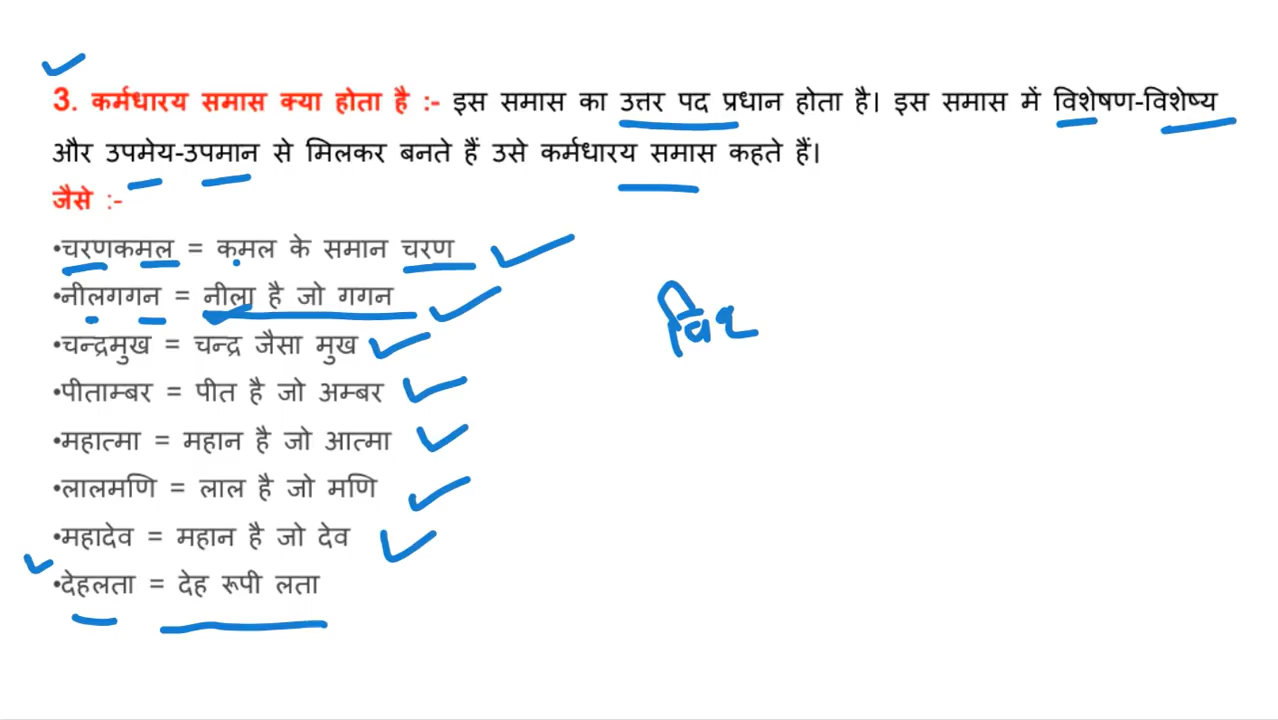 3. कर्मधारय समास क्या होता है :- इस समास का उत्तर पद प्रधान होता है। इस समास में विशेषण-विशेष्य
और उपमेय-उपमान से मिलकर बनते हैं उसे कर्मधारय समास कहते हैं।
जैसे :-
•चरणकमल = कमल के समान चरण
•नीलगगन = नीला है जो गगन
•चन्द्रमुख = चन्द्र जैसा मुख
•पीताम्बर = पीत है जो अम्बर
•महात्मा = महान है जो आत्मा
•लालमणि = लाल है जो मणि
•महादेव = महान है जो देव
•देहलता = देह रूपी लता